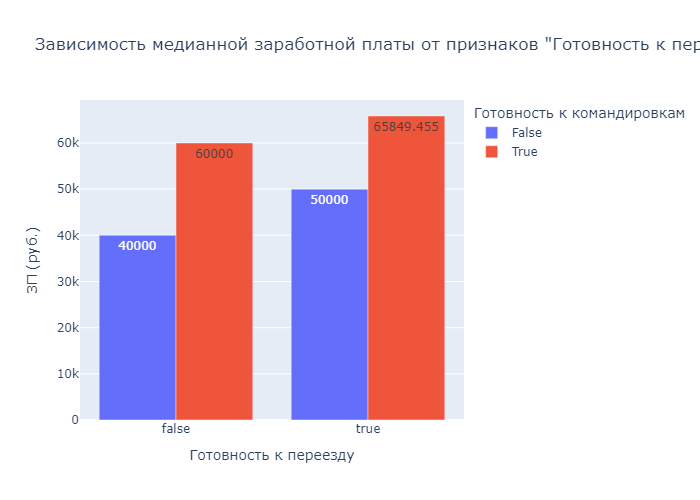 Зависимость медианной заработной платы от признаков "Готовность к пер
Готовность к командировкам
False
True
65849.455
60000
50000
40000
60k
50k
40k
30k
20k
10k
0
ЗП (руб.)
false
true
Готовность к переезду